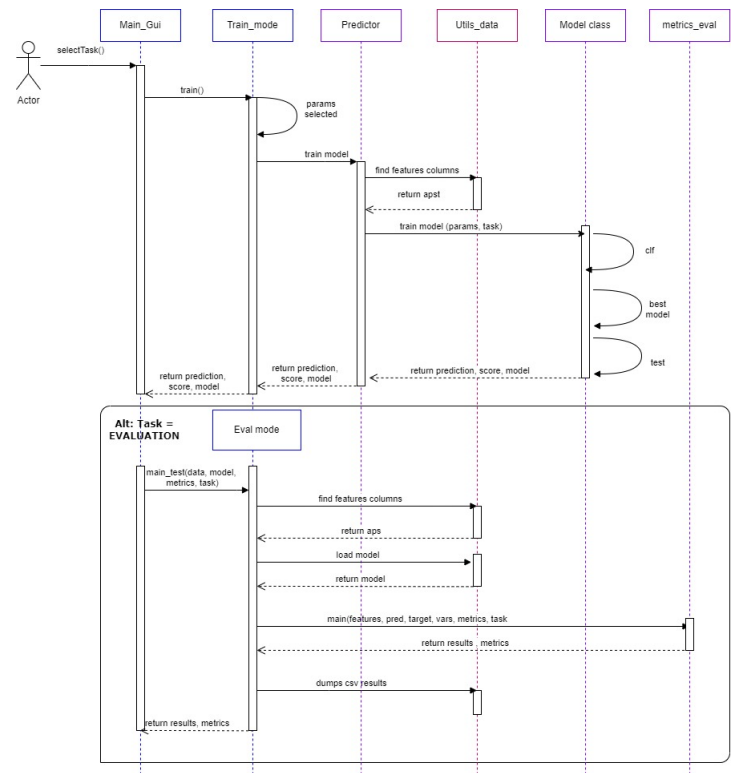 Main_Gui
Train_mode
Predictor
Utils_data
Model class
metrics_eval
selectTask()
Actor
train()
params
selected
train model
find features columns
return apst
train model (params, task)
clf
best
model
test
return prediction, score, model
return prediction,
score, model
return prediction,
score, model
Alt: Task =
EVALUATION
Eval mode
main_test(data, model,
metrics, task)
find features columns
return aps
load model
return model
main(features, pred, target, vars, metrics, task
return results , metrics
dumps csv results
return results, metrics